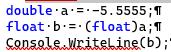 double·a·=·-5.5555;¶
float·b·=·(float)a;¶
Console.WriteLine(b);¶